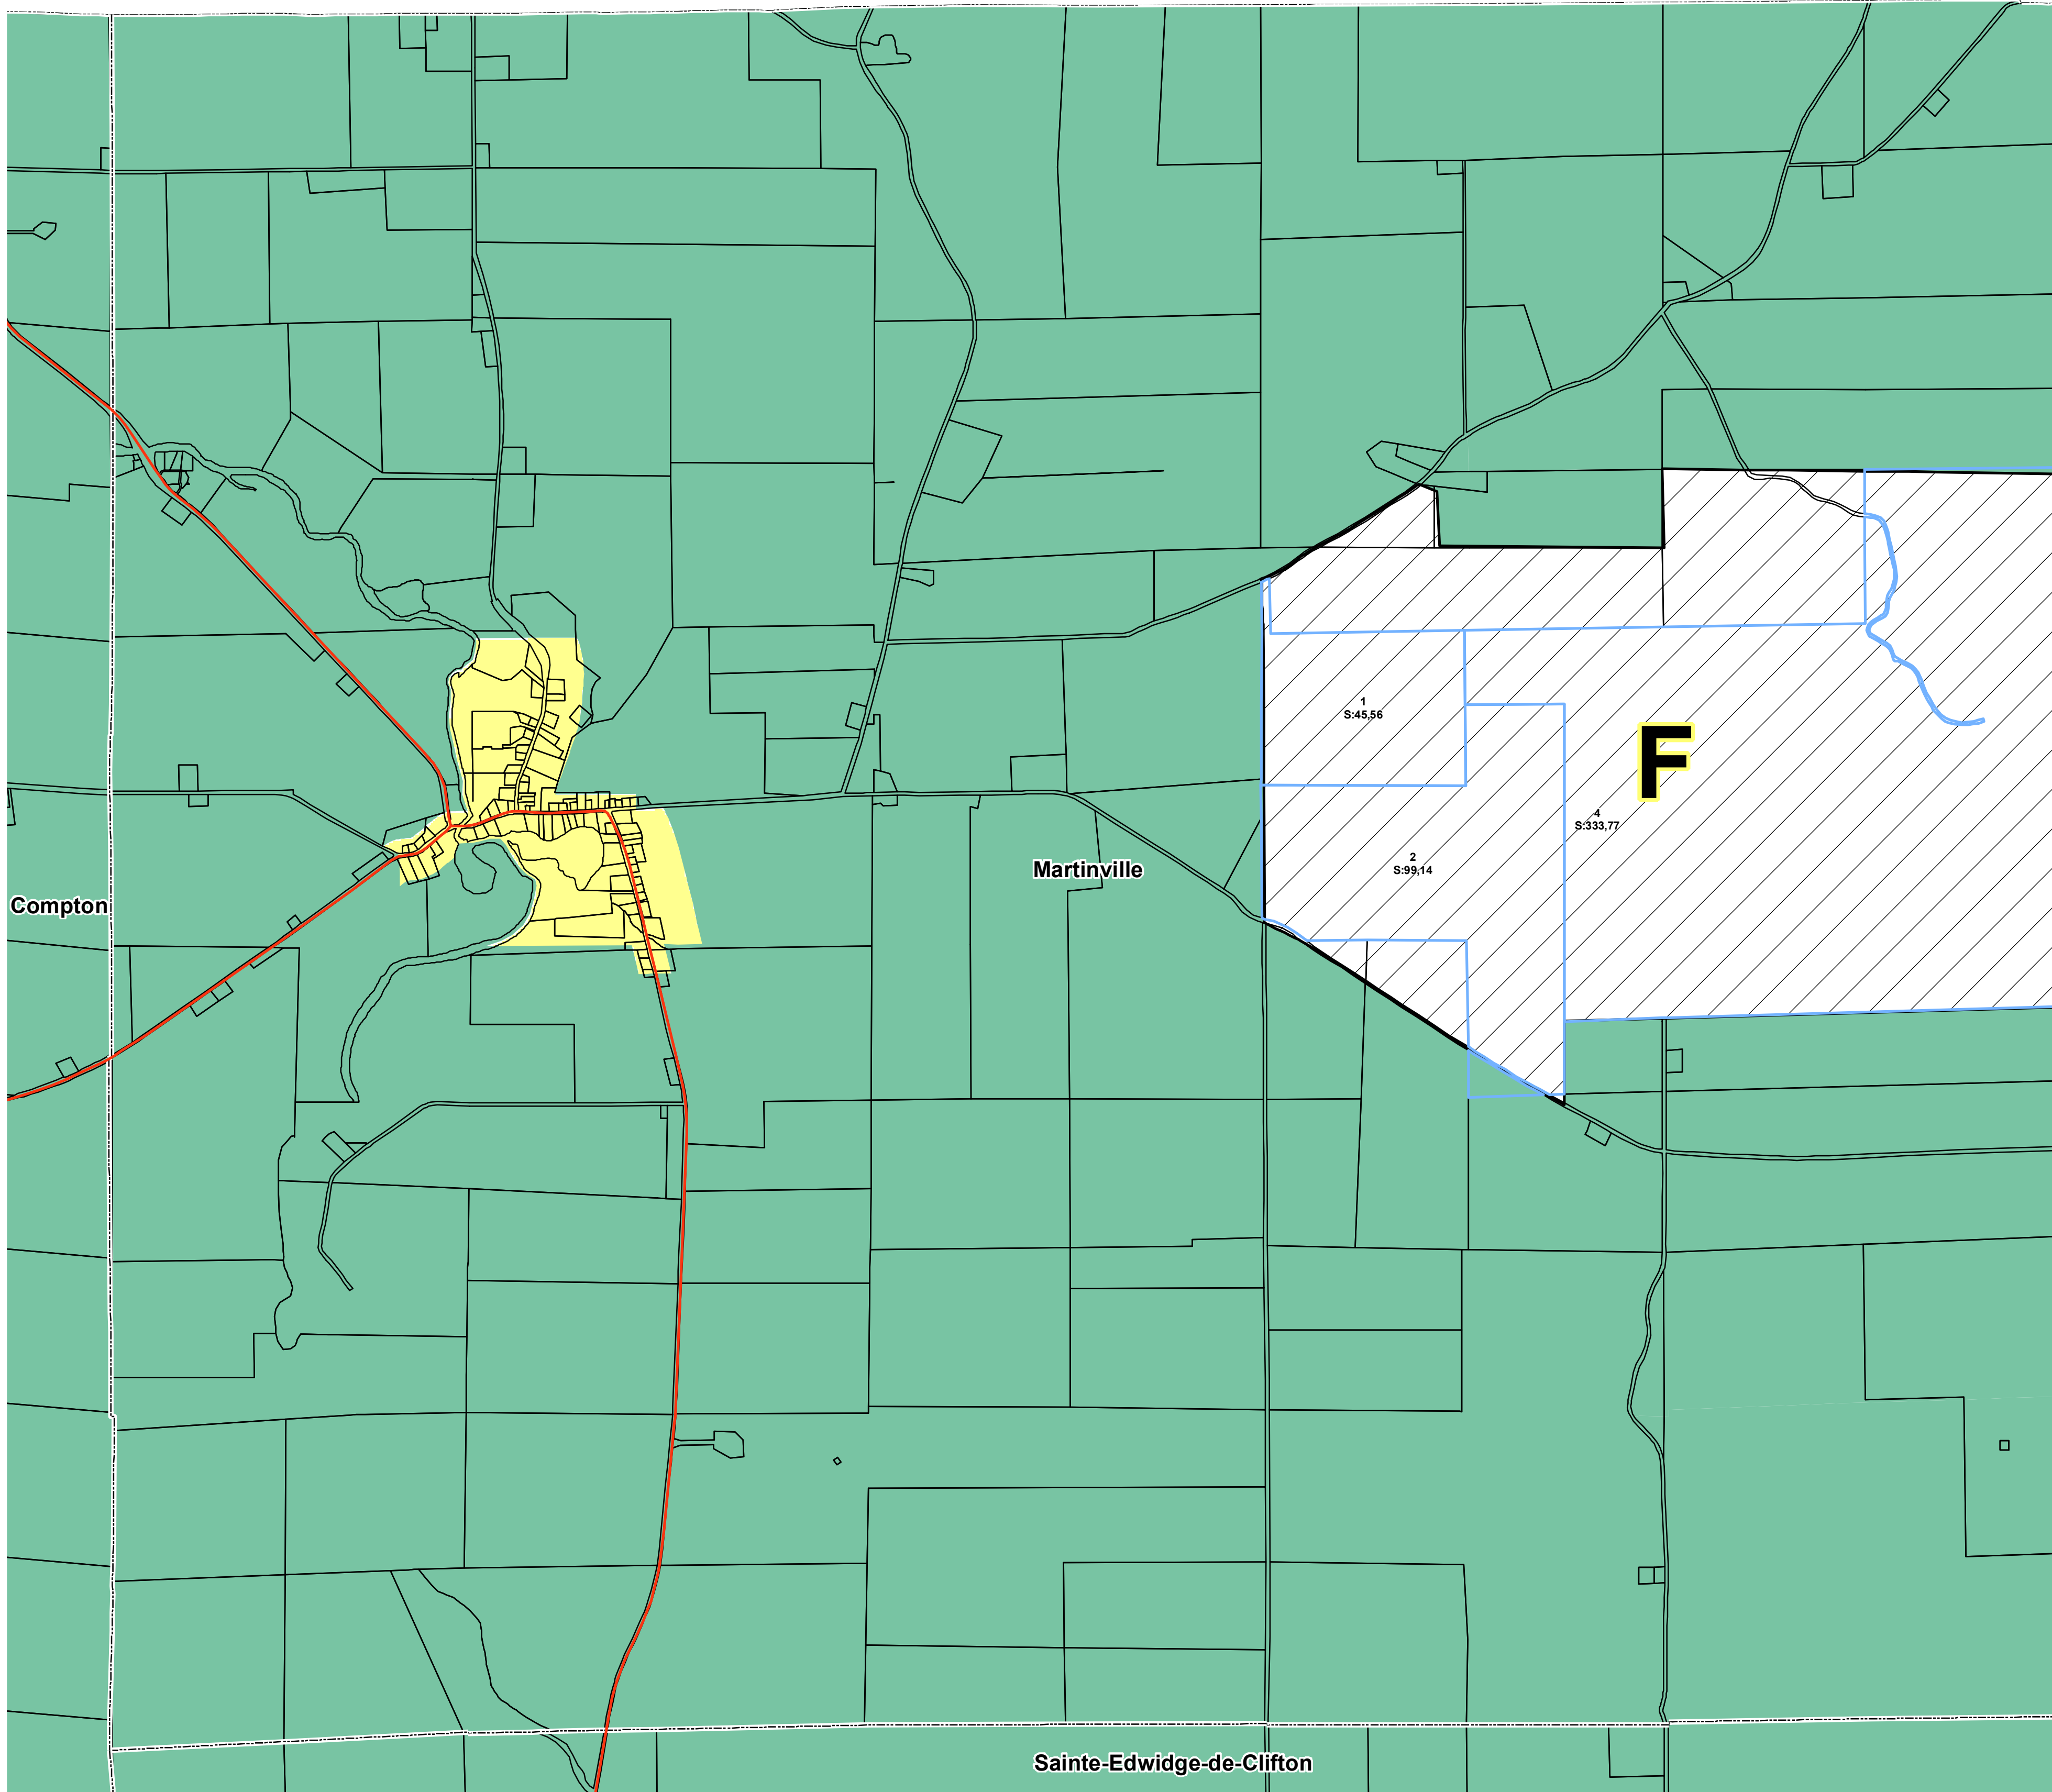 1
S:45,56
F
4
S:333,77
2
S:99,14
Martinville
Compton
Sainte-Edwidge-de-Clifton